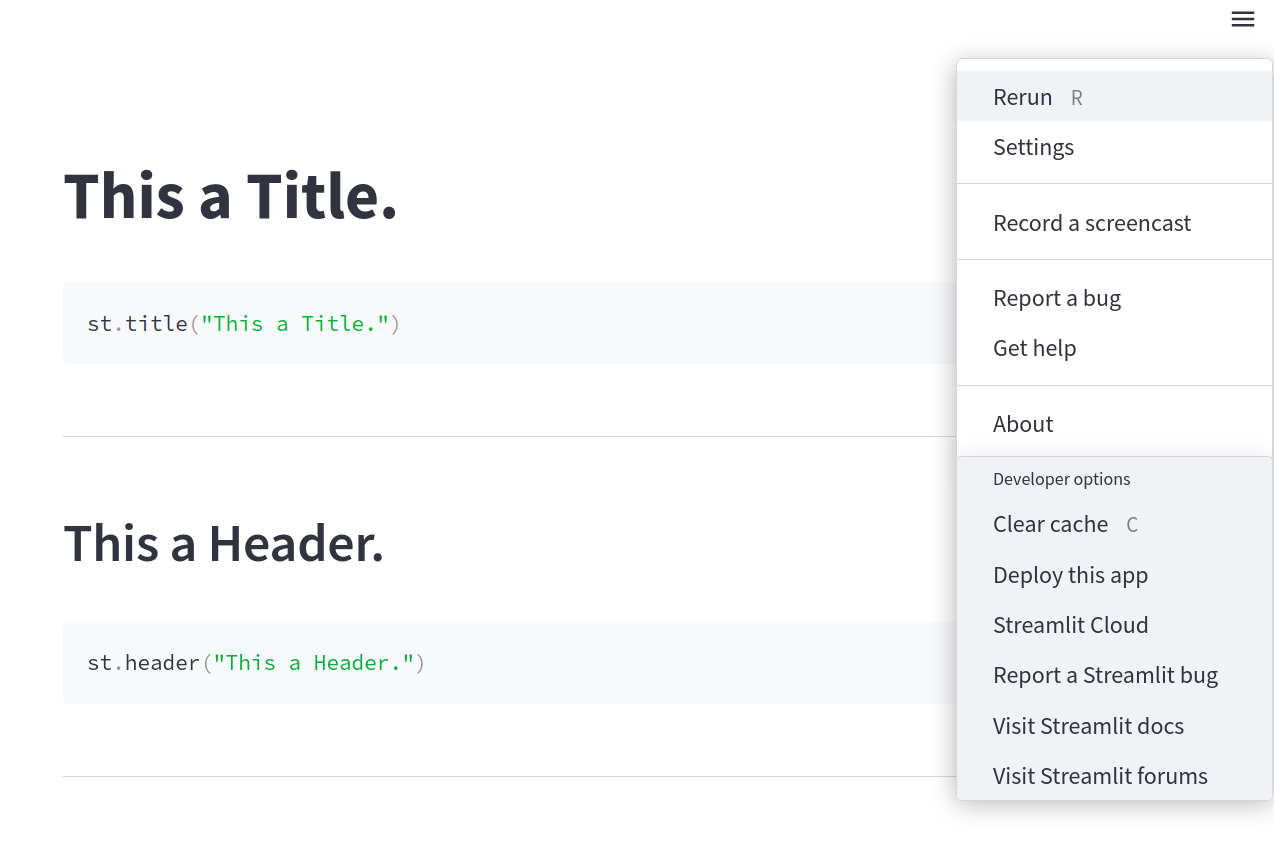 This a Title.
st.title("This a Title.")
This a Header.
st.header("This a Header.")
Rerun R
Settings
Record a screencast
Report a bug
Get help
About
Developer options
Clear cache C
Deploy this app
Streamlit Cloud
Report a Streamlit bug
Visit Streamlit docs
Visit Streamlit forums